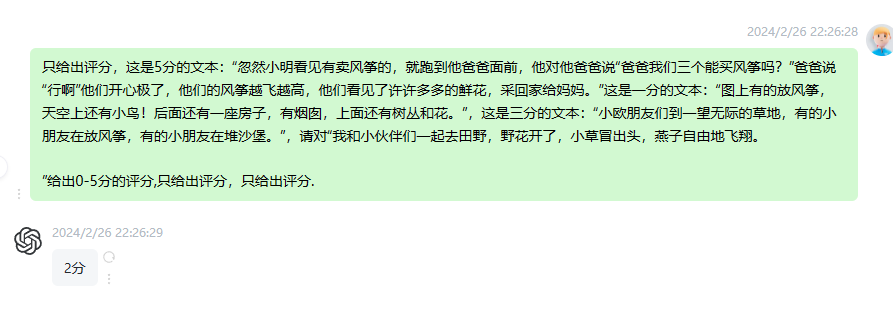 2024/2/26 22:26:28
只给出评分，这是5分的文本：“忽然小明看见有卖风筝的，就跑到他爸爸面前，他对他爸爸说“爸爸我们三个能买风筝吗？”爸爸说
“行啊”他们开心极了，他们的风筝越飞越高，他们看见了许许多多的鲜花，采回家给妈妈。”这是一分的文本：“图上有的放风筝，
天空上还有小鸟！后面还有一座房子，有烟囱，上面还有树丛和花。”，这是三分的文本：“小欧朋友们到一望无际的草地，有的小
朋友在放风筝，有的小朋友在堆沙堡。”，请对“我和小伙伴们一起去田野，野花开了，小草冒出头，燕子自由地飞翔。
”给出0-5分的评分,只给出评分，只给出评分.
2024/2/26 22:26:29
2分